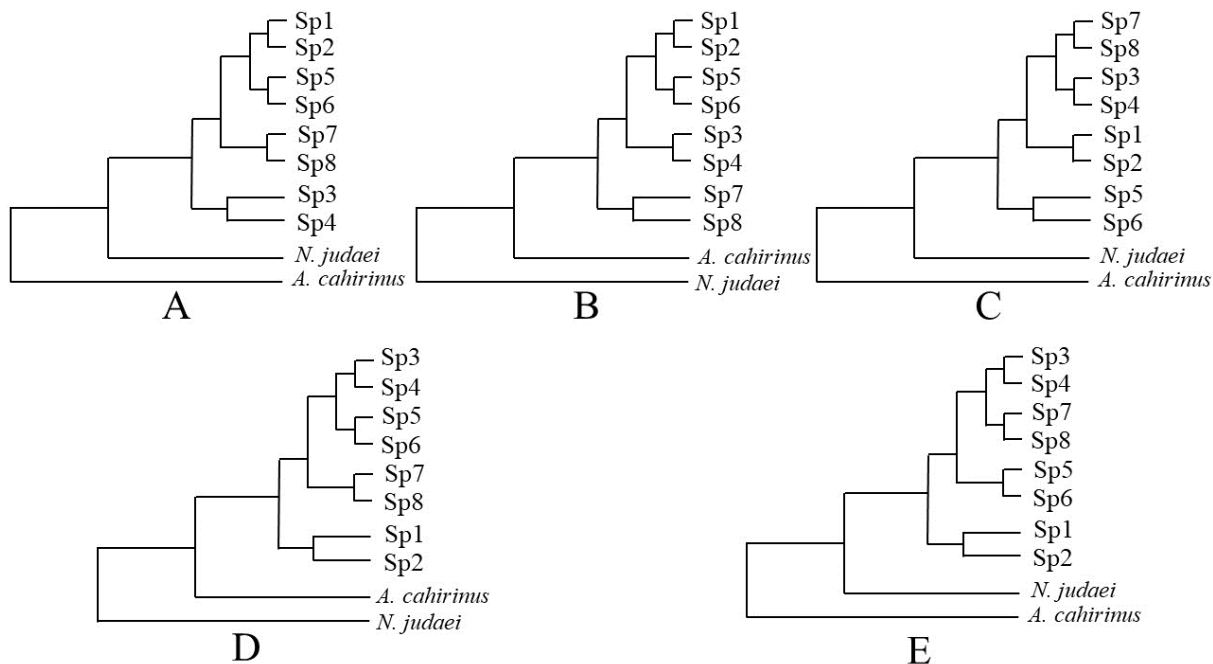 Sp1
Sp2
Sp5
Sp6
Sp7
Sp8
Sp3
Sp4
N. judaei
A. cahirinus
A
Sp1
Sp2
Sp5
Sp6
Sp3
Sp4
Sp7
Sp8
A. cahirinus
N. judaei
B
Sp7
Sp8
Sp3
Sp4
Sp1
Sp2
Sp5
Sp6
N. judaei
A. cahirinus
C
Sp3
Sp4
Sp5
Sp6
Sp7
Sp8
Sp1
Sp2
A. cahirinus
N. judaei
D
Sp3
Sp4
Sp7
Sp8
Sp5
Sp6
Sp1
Sp2
N. judaei
A. cahirinus
E